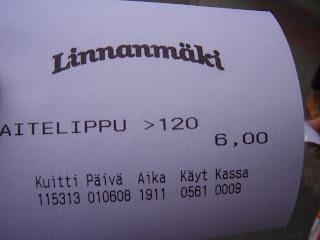 Linnanmäki
AITELIPPU >120
6,00
Kuitti Päivä Aika Käyt Kassa
115313 010608 1911 0561 0009